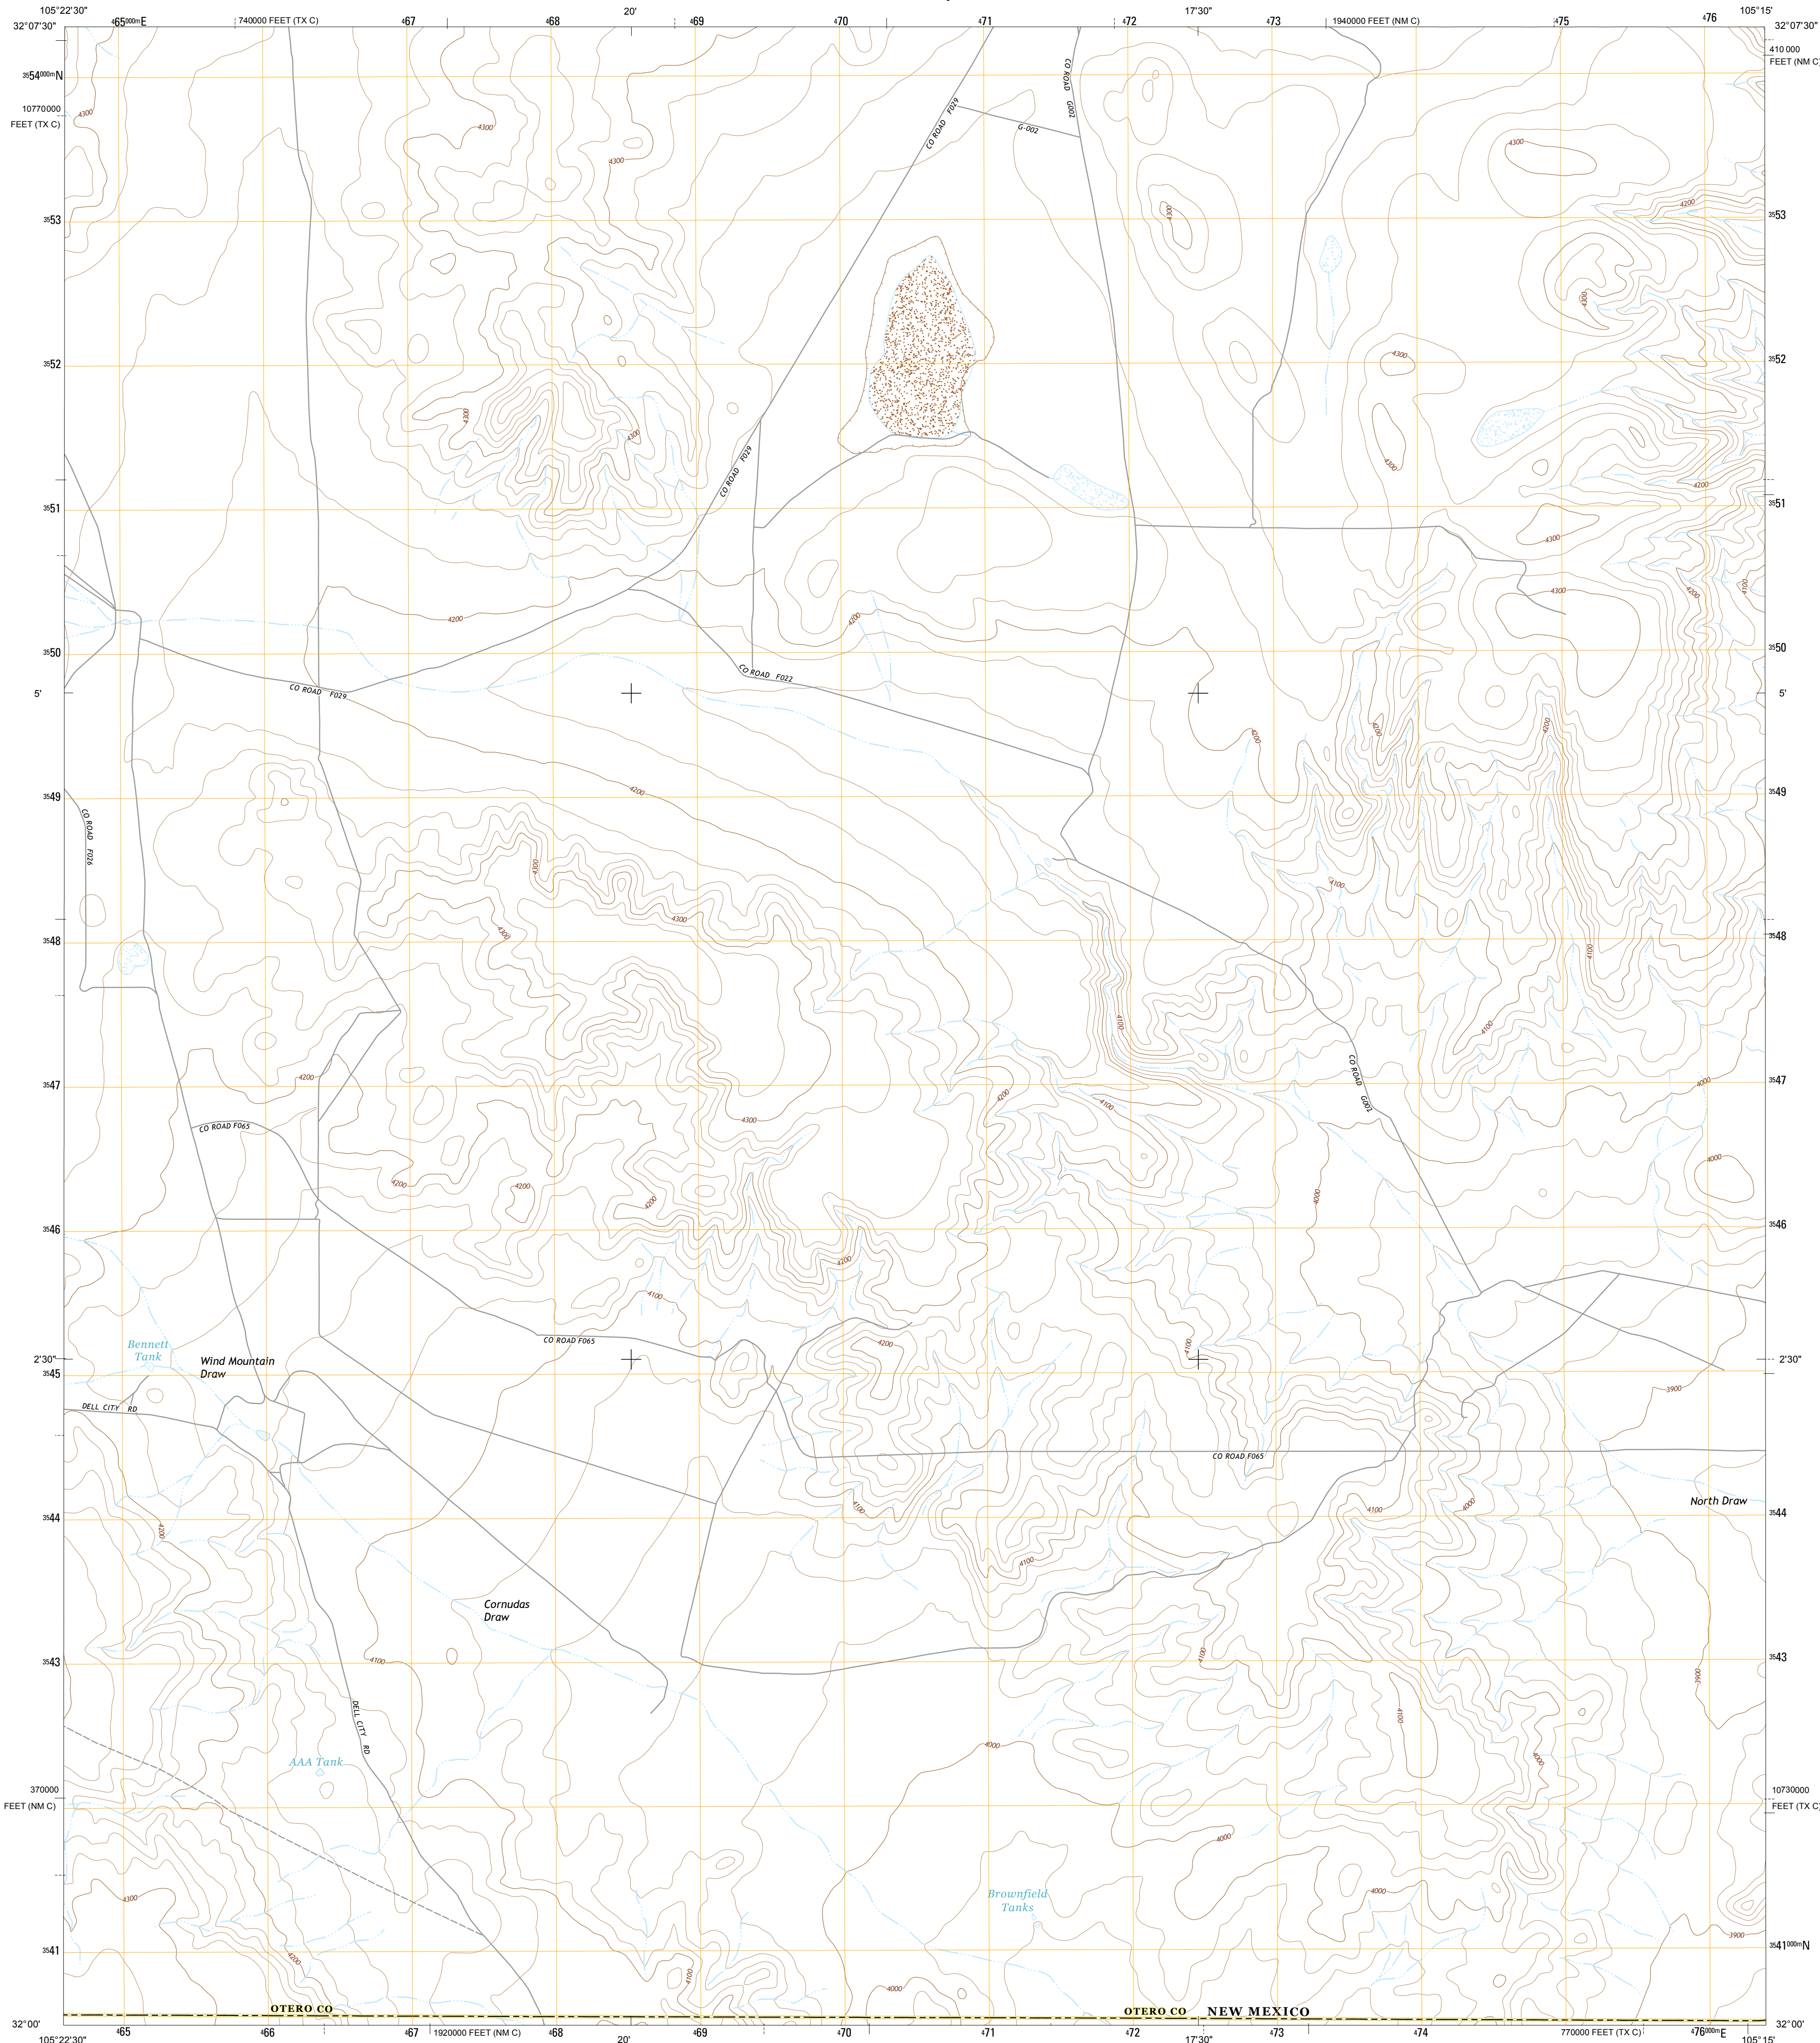 105°22'30" ⁴65⁰⁰⁰ᵐE 740000 FEET (TX C) ⁴67 ⁴68 20' ⁴69 ⁴70 ⁴71 ⁴72 17'30" ⁴73 1940000 FEET (NM C) ⁴75 ⁴76 105°15'
32°07'30" 32°07'30"
410 000
FEET (NM C)
³⁵54⁰⁰⁰ᵐN
10770000
FEET (TX C)
CO ROAD G002
CO ROAD F029
G-002
4300
4300
4300
4300
4200
³⁵53 ³⁵53
4300
4300
³⁵52 ³⁵52
4300
4300
4300
4300
CO ROAD F029
4200
³⁵51 ³⁵51
4300
4100
4200
4300
4200
4200
³⁵50 ³⁵50
CO ROAD F022
CO ROAD F029
5' 5'
4200
4200
4200
4200
³⁵49 ³⁵49
CO ROAD F026
4300
4100
4300
4300
³⁵48 ³⁵48
4100
4100
4100
4200
CO ROAD G002
³⁵47 ³⁵47
4000
4200
4100
4300
CO ROAD F065
4000
4200
4200
4200
4000
³⁵46 ³⁵46
4200
4100
CO ROAD F065
4200
4100
Bennett
Tank
Wind Mountain
Draw
2'30" 2'30"
³⁵45
3900
DELL CITY RD
CO ROAD F065
4100
4100
4000
North Draw
³⁵44 ³⁵44
4200
4100
Cornudas
Draw
4100
4100
³⁵43 ³⁵43
3900
DELL CITY RD
4100
4000
4000
AAA Tank
370000
FEET (NM C)
10730000
FEET (TX C)
4000
4300
Brownfield
Tanks
4000
3900
³⁵41 ³⁵41⁰⁰⁰ᵐN
4200
4100
4000
OTERO CO OTERO CO NEW MEXICO
32°00' 32°00'
105°22'30" ⁴65 ⁴66 ⁴67 1920000 FEET (NM C) ⁴68 20' ⁴69 ⁴70 ⁴71 ⁴72 17'30" ⁴73 ⁴74 770000 FEET (TX C) ⁴76⁰⁰⁰ᵐE 105°15'